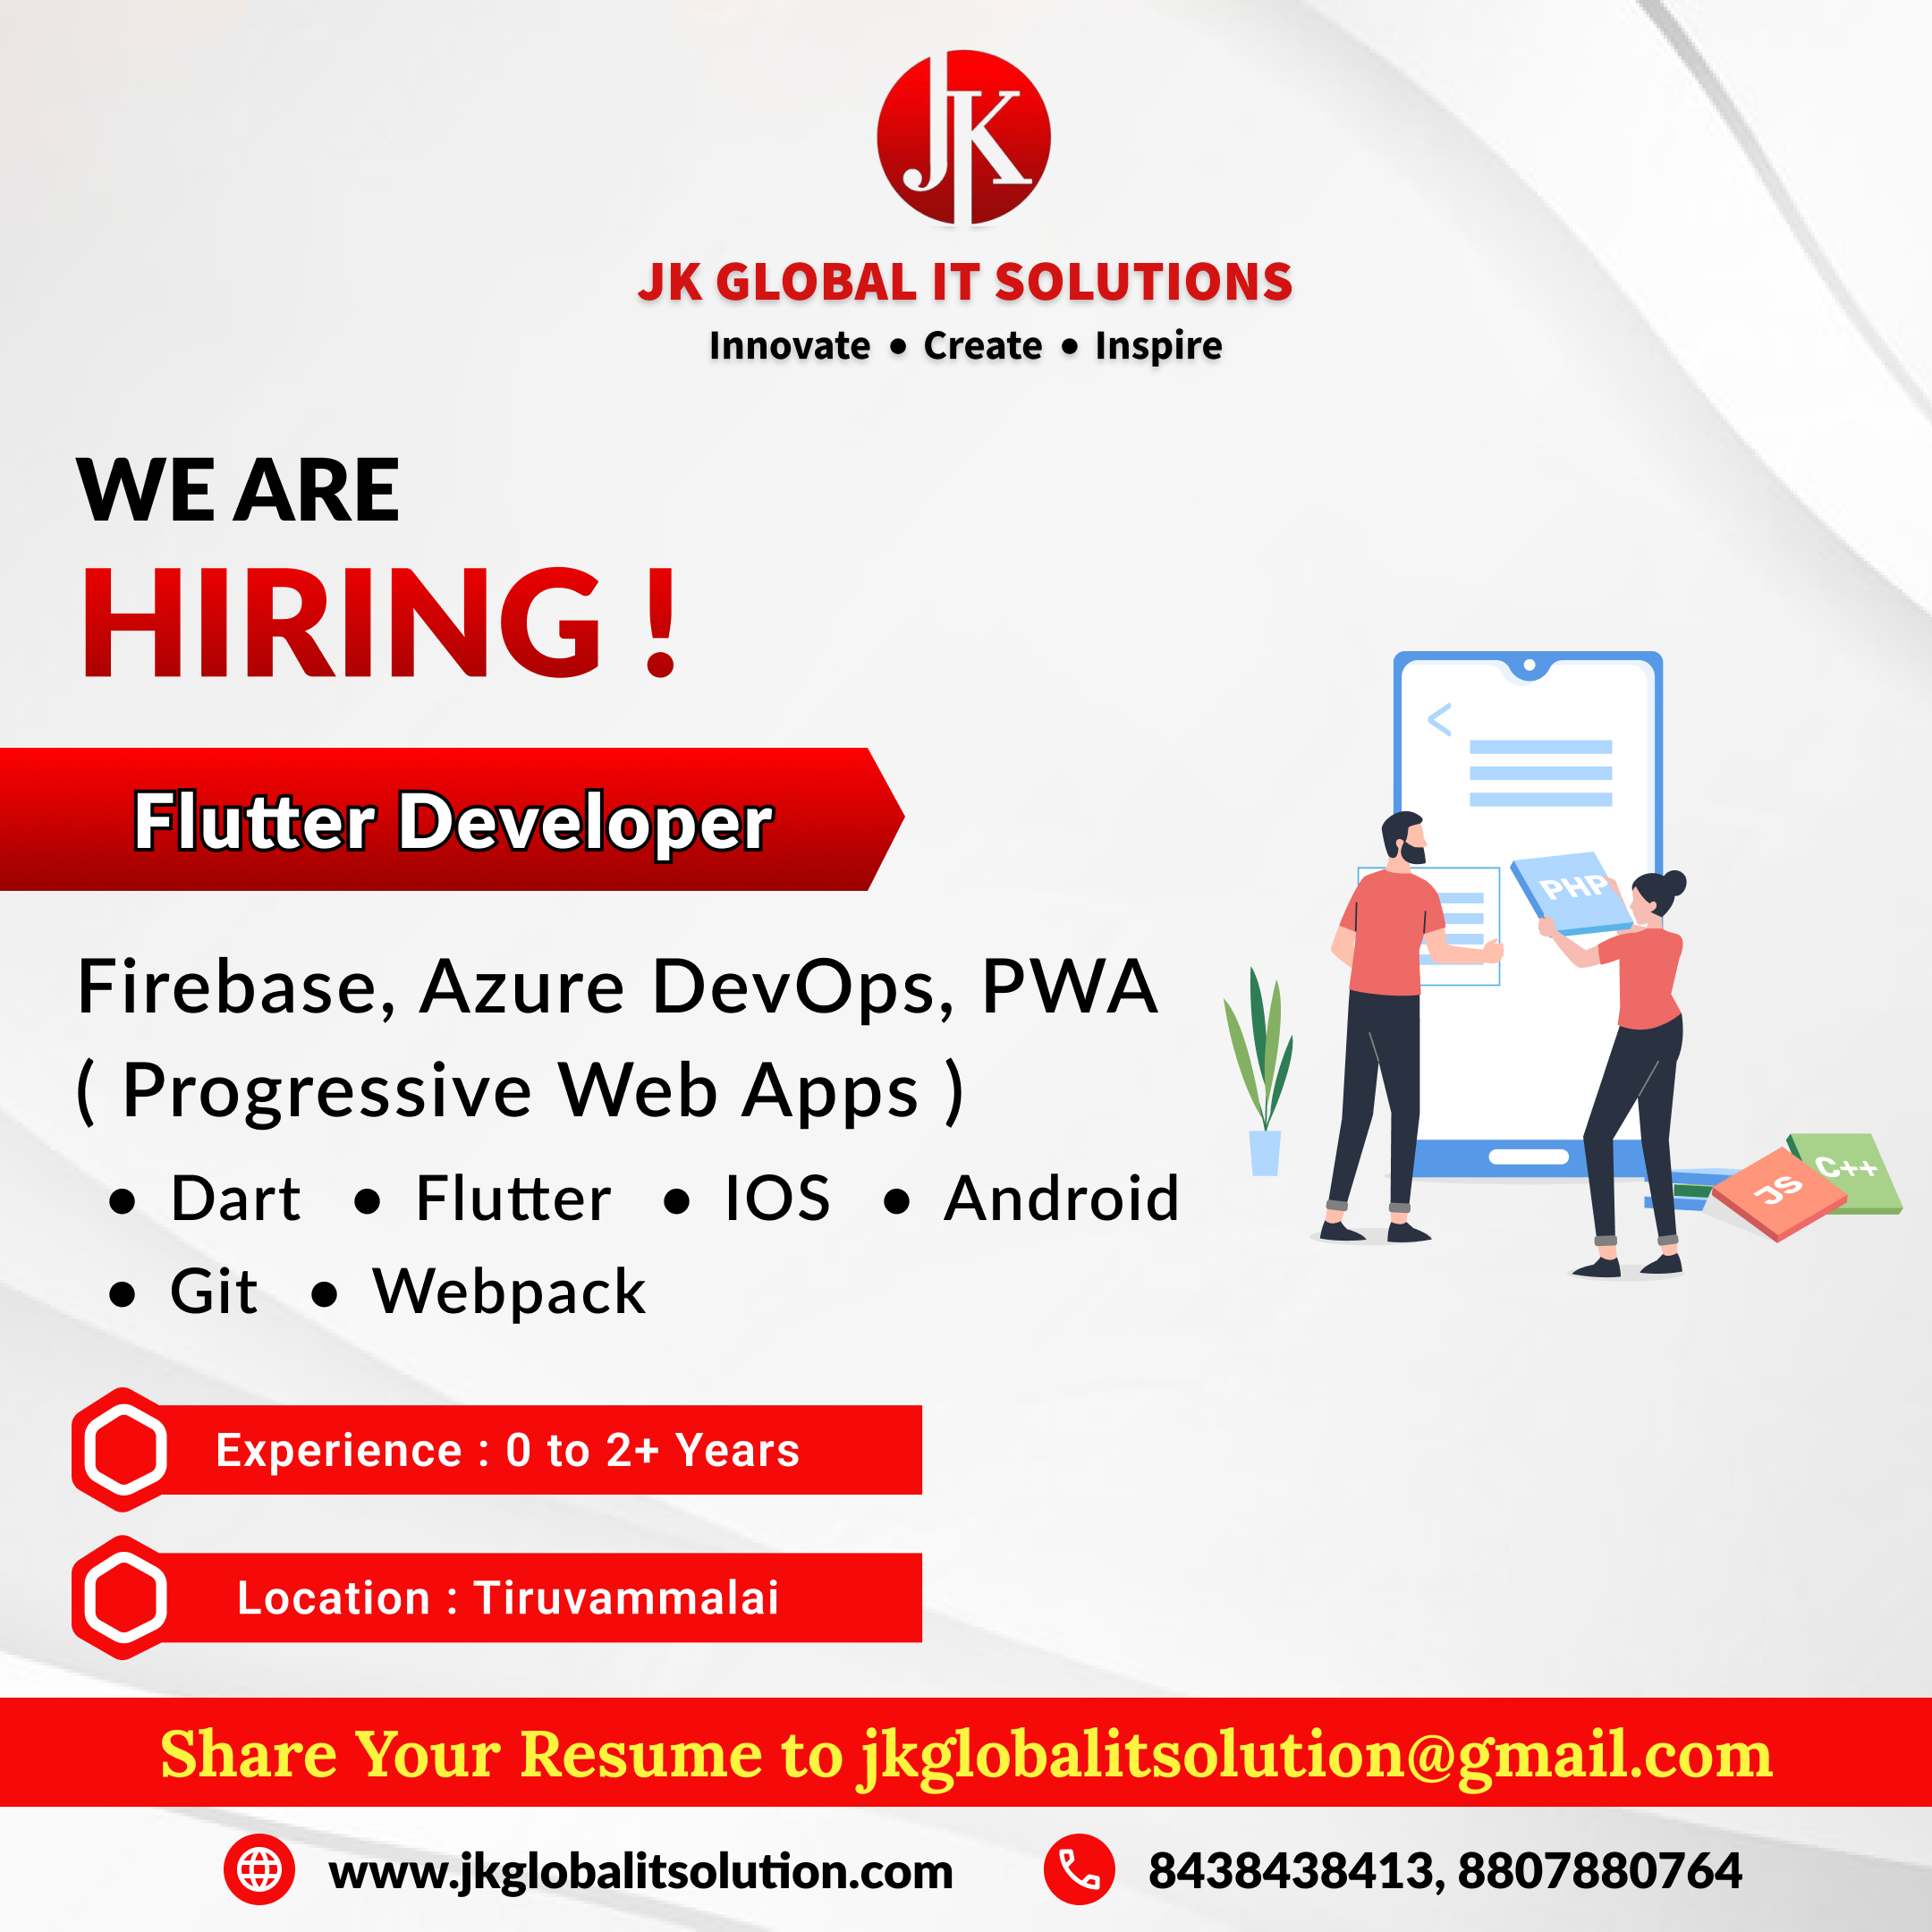 JK
JK GLOBAL IT SOLUTIONS
Innovate • Create • Inspire
WE ARE
HIRING !
Flutter Developer
Firebase, Azure DevOps, PWA
( Progressive Web Apps )
• Dart • Flutter • IOS • Android
• Git • Webpack
PHP
JS
C++
Experience : 0 to 2+ Years
Location : Tiruvammalai
Share Your Resume to jkglobalitsolution@gmail.com
www.jkglobalitsolution.com
8438438413, 8807880764